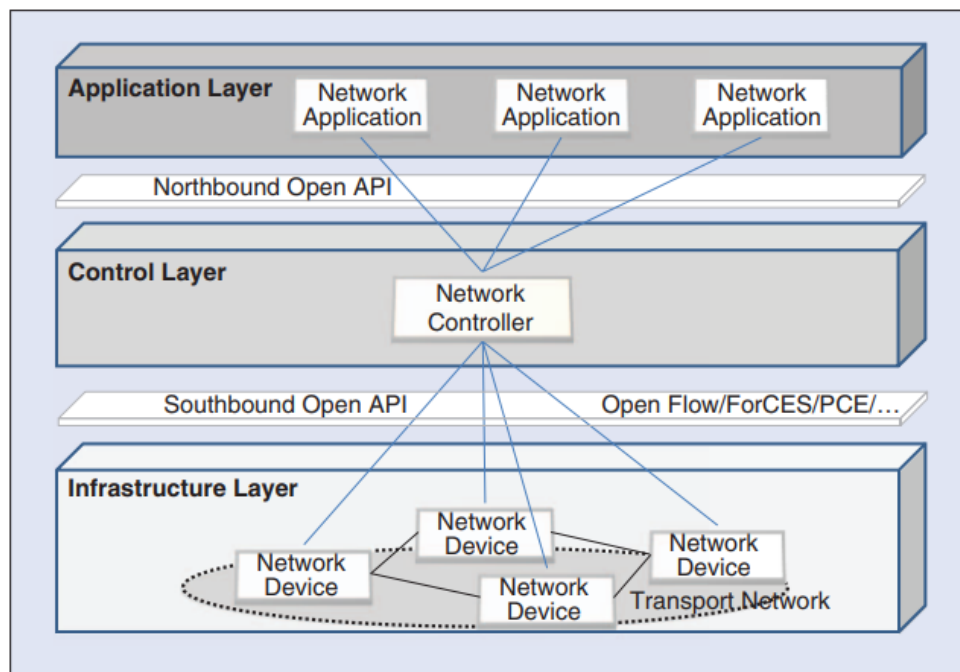 Application Layer
Network
Application
Network
Application
Network
Application
Northbound Open API
Control Layer
Network
Controller
Southbound Open API
Open Flow/ForCES/PCE/...
Infrastructure Layer
Network
Device
Network
Device
Network
Device
Network
Device
Transport Network